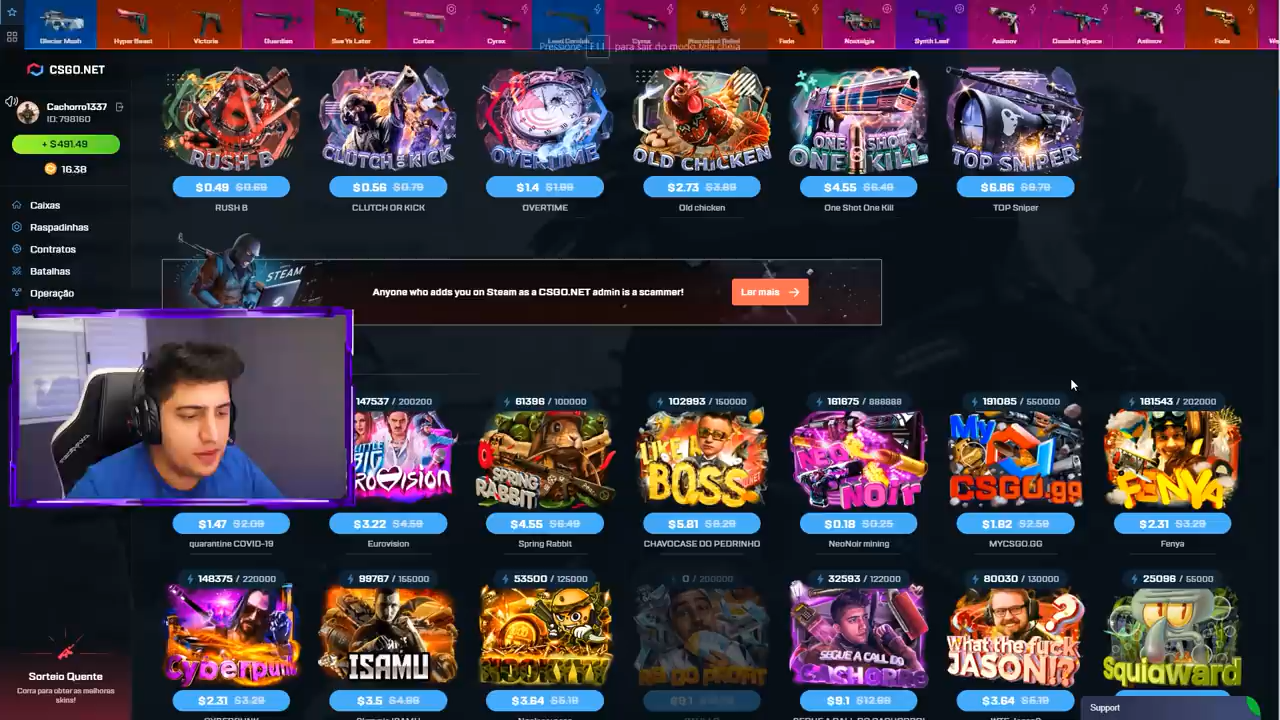 Glacier Mush
Hyper Beast
Victoria
Guardian
See Ya Later
Cortex
Cyrex
Fade
Nostalgia
Synth Leaf
Asiimov
Obsolete Space
Asiimov
Fade
Pressione F11 para sair do modo tela cheia
CSGO.NET
Cachorro1337
ID: 798160
+ $491.49
16.38
Caixas
Raspadinhas
Contratos
Batalhas
Operação
RUSH B
CLUTCH OR KICK
OVERTIME
OLD CHICKEN
ONE SHOT ONE KILL
TOP SNIPER
$0.49 $0.69
$0.56 $0.79
$1.4 $1.99
$2.73 $3.89
$4.55 $6.49
$6.86 $9.79
RUSH B
CLUTCH OR KICK
OVERTIME
Old chicken
One Shot One Kill
TOP Sniper
STEAM
Anyone who adds you on Steam as a CSGO.NET admin is a scammer!
Ler mais
147537 / 200200
61396 / 100000
102993 / 150000
161675 / 888888
191085 / 550000
181543 / 202000
SPRING RABBIT
LIKE A BOSS
NEO NOIR
My CSGO.gg
FENYA
$1.47 $2.09
$3.22 $4.59
$4.55 $6.49
$5.81 $8.29
$0.18 $0.25
$1.82 $2.59
$2.31 $3.29
quarantine COVID-19
Eurovision
Spring Rabbit
CHAVOCASE DO PEDRINHO
NeoNoir mining
MYCSGO.GG
Fenya
148375 / 220000
99767 / 155000
53500 / 125000
0 / 200000
32593 / 122000
80030 / 130000
25096 / 55000
Cyberpunk
ISAMU
NOOKYYY
NA GO PROFIT
SEGUE A CALL DO CACHORRO
What the fuck JASON!?
Squidward
$2.31 $3.29
$3.5 $4.96
$3.64 $5.19
$9.1 $12.99
$3.64 $5.19
Sorteio Quente
Corra para obter as melhores skins!
Support